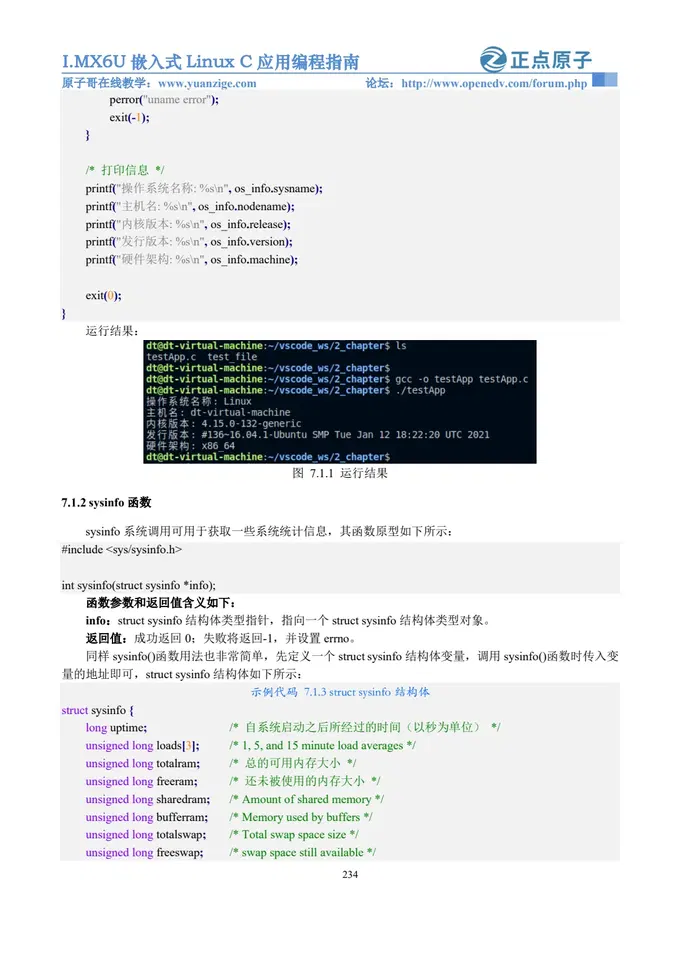 I.MX6U 嵌入式 Linux C 应用编程指南
正点原子
原子哥在线教学：www.yuanzige.com 论坛：http://www.openedv.com/forum.php
perror("uname error");
exit(-1);
}
/* 打印信息 */
printf("操作系统名称: %s\n", os_info.sysname);
printf("主机名: %s\n", os_info.nodename);
printf("内核版本: %s\n", os_info.release);
printf("发行版本: %s\n", os_info.version);
printf("硬件架构: %s\n", os_info.machine);
exit(0);
}
运行结果：
dt@dt-virtual-machine:~/vscode_ws/2_chapter$ ls
testApp.c test_file
dt@dt-virtual-machine:~/vscode_ws/2_chapter$
dt@dt-virtual-machine:~/vscode_ws/2_chapter$ gcc -o testApp testApp.c
dt@dt-virtual-machine:~/vscode_ws/2_chapter$ ./testApp
操作系统名称: Linux
主机名: dt-virtual-machine
内核版本: 4.15.0-132-generic
发行版本: #136~16.04.1-Ubuntu SMP Tue Jan 12 18:22:20 UTC 2021
硬件架构: x86_64
dt@dt-virtual-machine:~/vscode_ws/2_chapter$
图 7.1.1 运行结果
7.1.2 sysinfo 函数
sysinfo 系统调用可用于获取一些系统统计信息，其函数原型如下所示：
#include <sys/sysinfo.h>
int sysinfo(struct sysinfo *info);
函数参数和返回值含义如下：
info：struct sysinfo 结构体类型指针，指向一个 struct sysinfo 结构体类型对象。
返回值：成功返回 0；失败将返回-1，并设置 errno。
同样 sysinfo()函数用法也非常简单，先定义一个 struct sysinfo 结构体变量，调用 sysinfo()函数时传入变
量的地址即可，struct sysinfo 结构体如下所示：
示例代码 7.1.3 struct sysinfo 结构体
struct sysinfo {
long uptime; /* 自系统启动之后所经过的时间（以秒为单位） */
unsigned long loads[3]; /* 1, 5, and 15 minute load averages */
unsigned long totalram; /* 总的可用内存大小 */
unsigned long freeram; /* 还未被使用的内存大小 */
unsigned long sharedram; /* Amount of shared memory */
unsigned long bufferram; /* Memory used by buffers */
unsigned long totalswap; /* Total swap space size */
unsigned long freeswap; /* swap space still available */
234